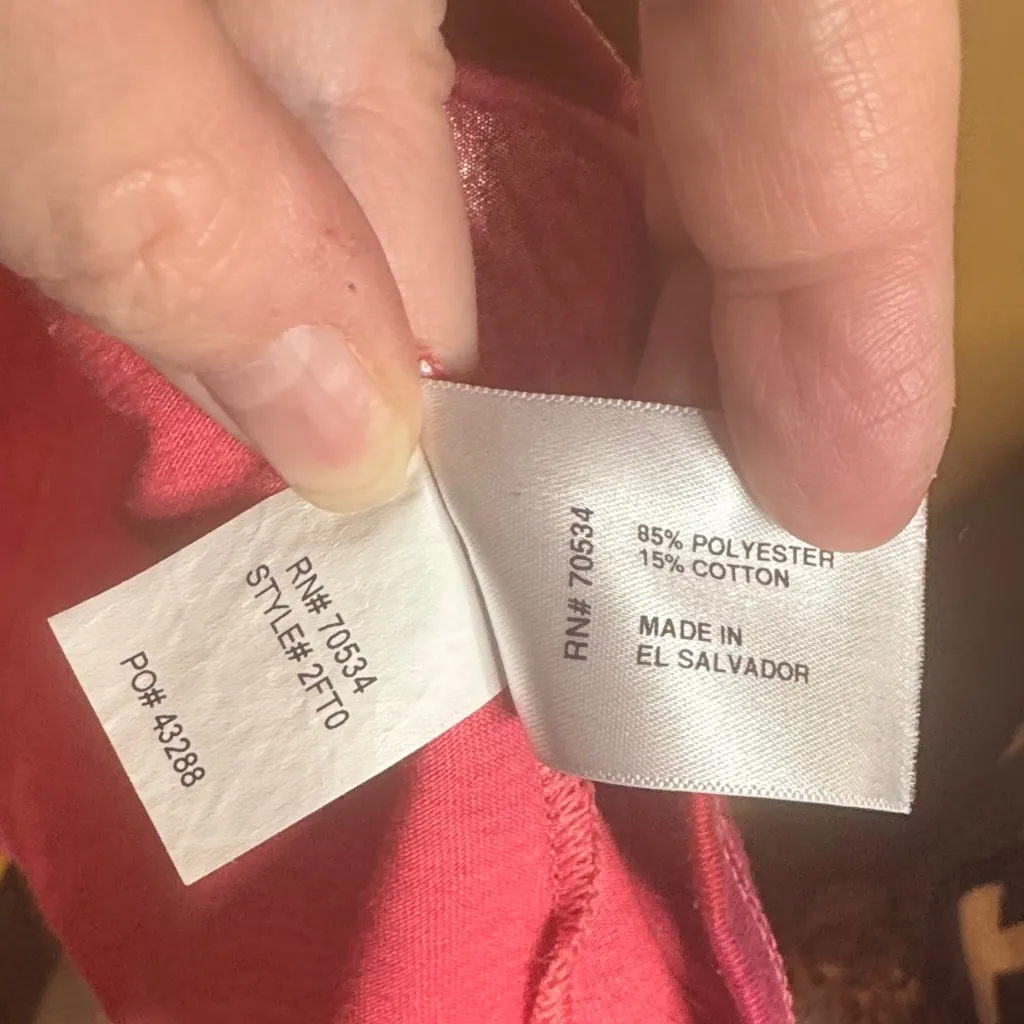 RN# 70534
STYLE# 2FT0
PO# 43288
RN# 70534
85% POLYESTER
15% COTTON
MADE IN
EL SALVADOR